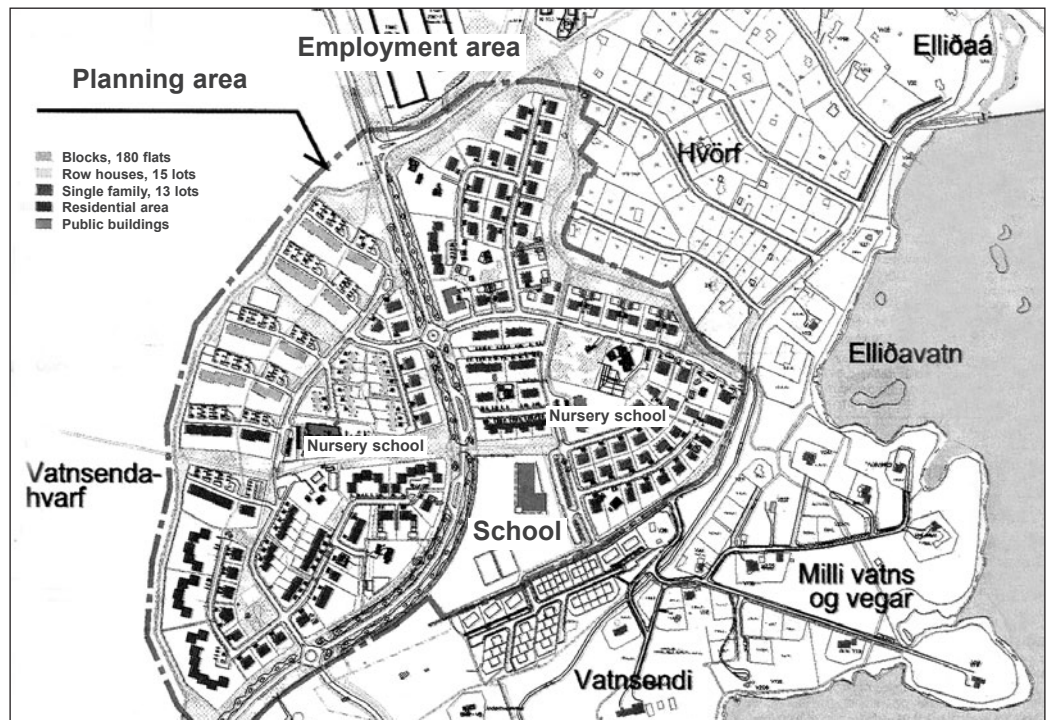 Employment area
Elliðaá
Planning area
Blocks, 180 flats
Row houses, 15 lots
Single family, 13 lots
Residential area
Public buildings
Hvörf
Elliðavatn
Nursery school
Nursery school
Vatnsenda-
hvarf
School
Milli vatns
og vegar
Vatnsendi